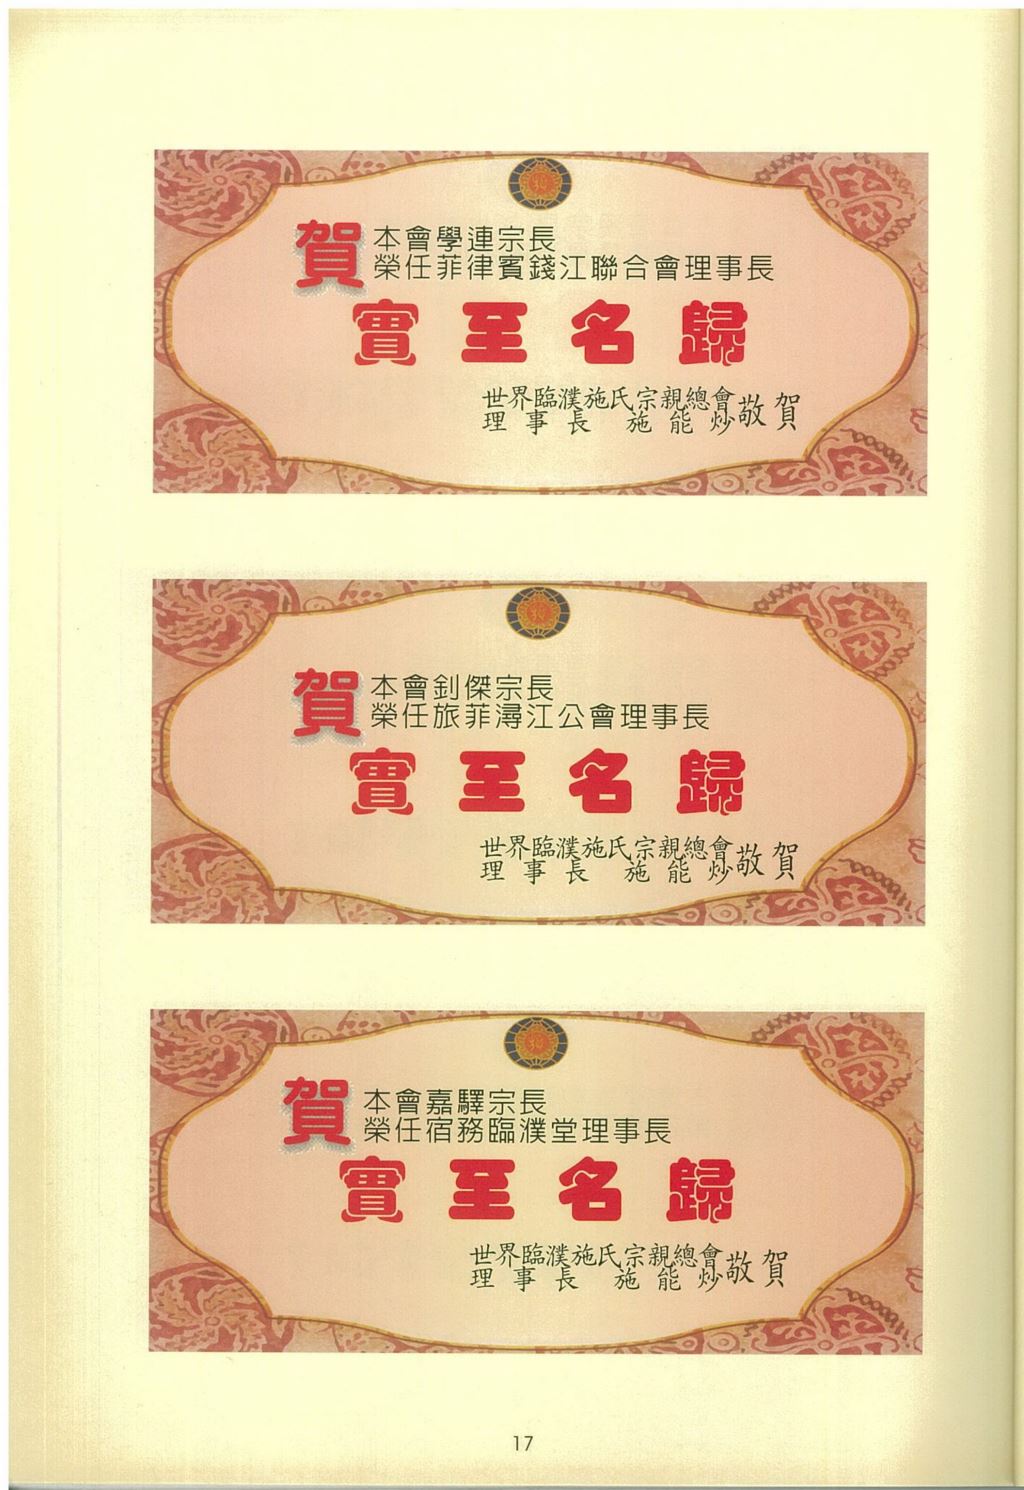 賀 本會學連宗長
榮任菲律賓錢江聯合會理事長
實至名歸
世界臨濮施氏宗親總會
理事長 施能炒 敬賀
賀 本會釗傑宗長
榮任旅菲潯江公會理事長
實至名歸
世界臨濮施氏宗親總會
理事長 施能炒 敬賀
賀 本會嘉驛宗長
榮任宿務臨濮堂理事長
實至名歸
世界臨濮施氏宗親總會
理事長 施能炒 敬賀
17